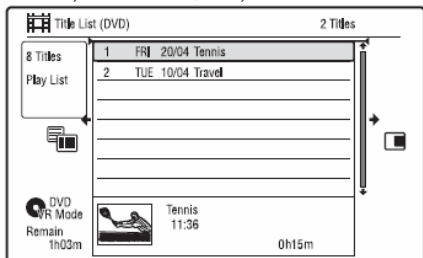 Title List (DVD) 2 Titles
8 Titles
Play List
1 FRI 20/04 Tennis
2 TUE 10/04 Travel
DVD
VR Mode
Remain
1h03m
Tennis
11:36
0h15m